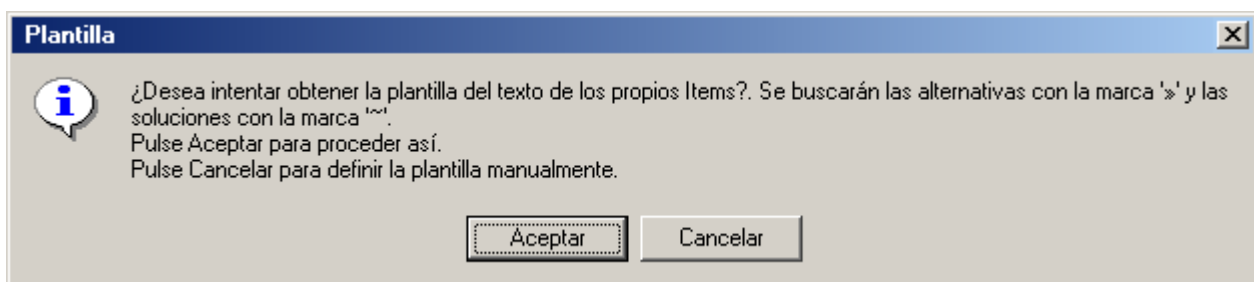 Plantilla
¿Desea intentar obtener la plantilla del texto de los propios Items?. Se buscarán las alternativas con la marca '»' y las
soluciones con la marca '~'.
Pulse Aceptar para proceder así.
Pulse Cancelar para definir la plantilla manualmente.
Aceptar Cancelar